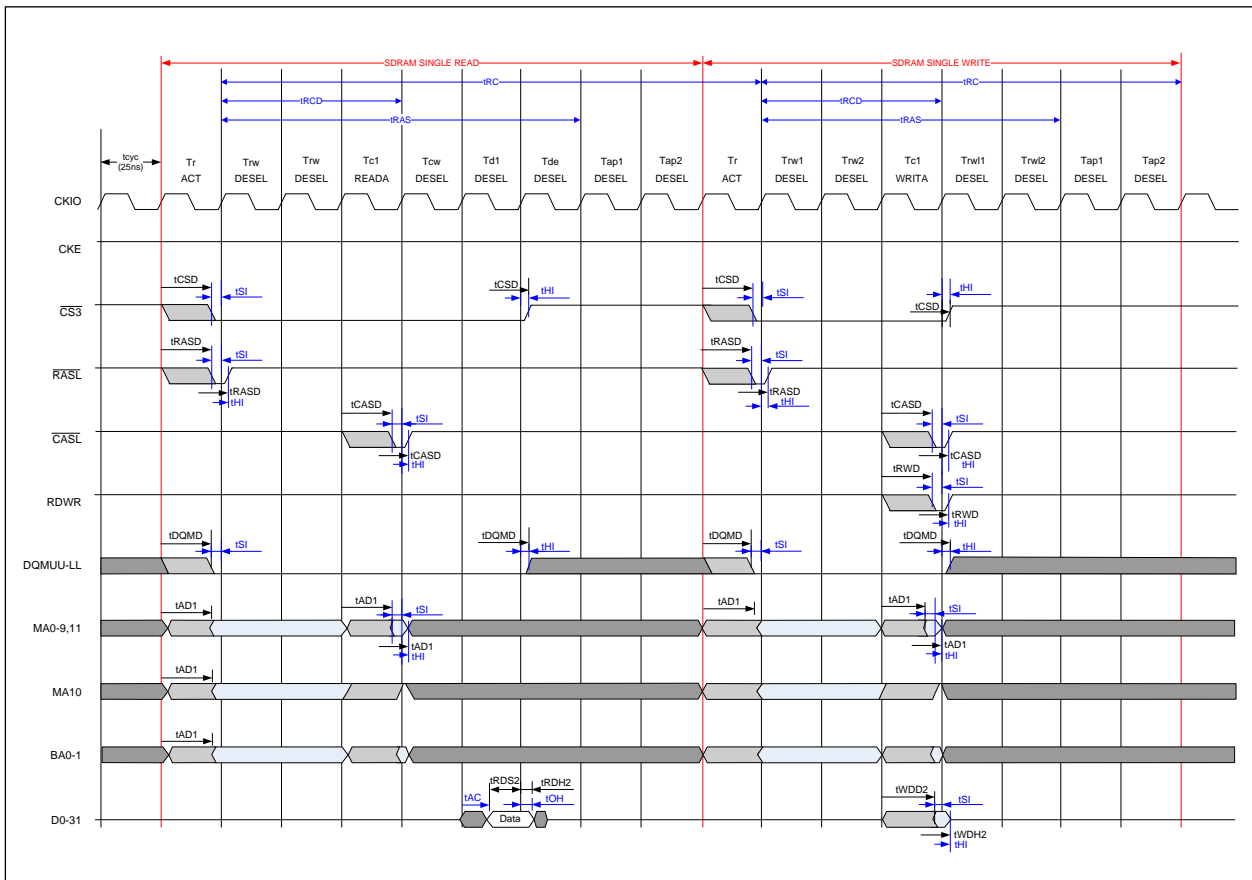 SDRAM SINGLE READ SDRAM SINGLE WRITE
tRC tRC
tRCD tRCD
tRAS tRAS
tcyc (25ns) Tr Trw Trw Tc1 Tcw Td1 Tde Tap1 Tap2 Tr Trw1 Trw2 Tc1 Trwl1 Trwl2 Tap1 Tap2
ACT DESEL DESEL READA DESEL DESEL DESEL DESEL DESEL ACT DESEL DESEL WRITA DESEL DESEL DESEL DESEL
CKIO
CKE
tCSD tCSD tCSD tHI
tSI tHI tSI tCSD
CS3
tRASD tRASD
tSI tSI
RASL
tRASD tRASD
tHI tHI
tCASD tCASD
tSI tSI
CASL
tCASD tCASD
tHI tHI
tRWD
tSI
RDWR
tRWD
tHI
tDQMD tDQMD tDQMD tDQMD
tSI tHI tSI tHI
DQMUU-LL
tAD1 tAD1 tAD1 tAD1
tSI tSI
MA0-9,11
tAD1 tAD1
tHI tHI
tAD1
MA10
tAD1
BA0-1
tRDS2 tRDH2
tAC tOH tWDD2
tSI
D0-31 Data
tWDH2
tHI